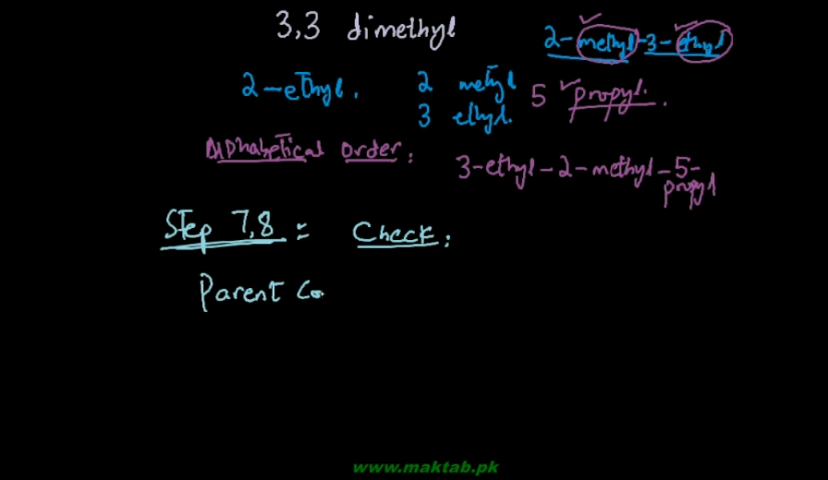 3,3 dimethyl
2-methyl-3-ethyl
2-ethyl.
2 methyl
3 ethyl.
5 propyl.
Alphabetical Order:
3-ethyl-2-methyl-5-
propyl
Step 7,8 = Check:
Parent Co
www.maktab.pk